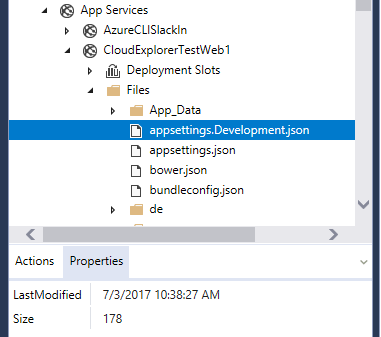 App Services
AzureCLISlackIn
CloudExplorerTestWeb1
Deployment Slots
Files
App_Data
appsettings.Development.json
appsettings.json
bower.json
bundleconfig.json
de
Actions Properties
LastModified 7/3/2017 10:38:27 AM
Size 178